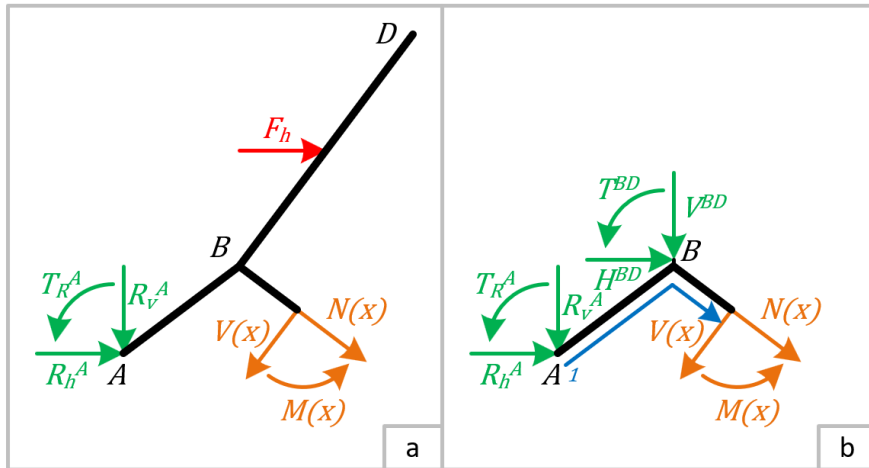 D
F_h
B
T_R^A
R_v^A
V(x)
N(x)
R_h^A
A
M(x)
a
T^BD
V^BD
B
H^BD
T_R^A
R_v^A
V(x)
N(x)
R_h^A
A
1
M(x)
b